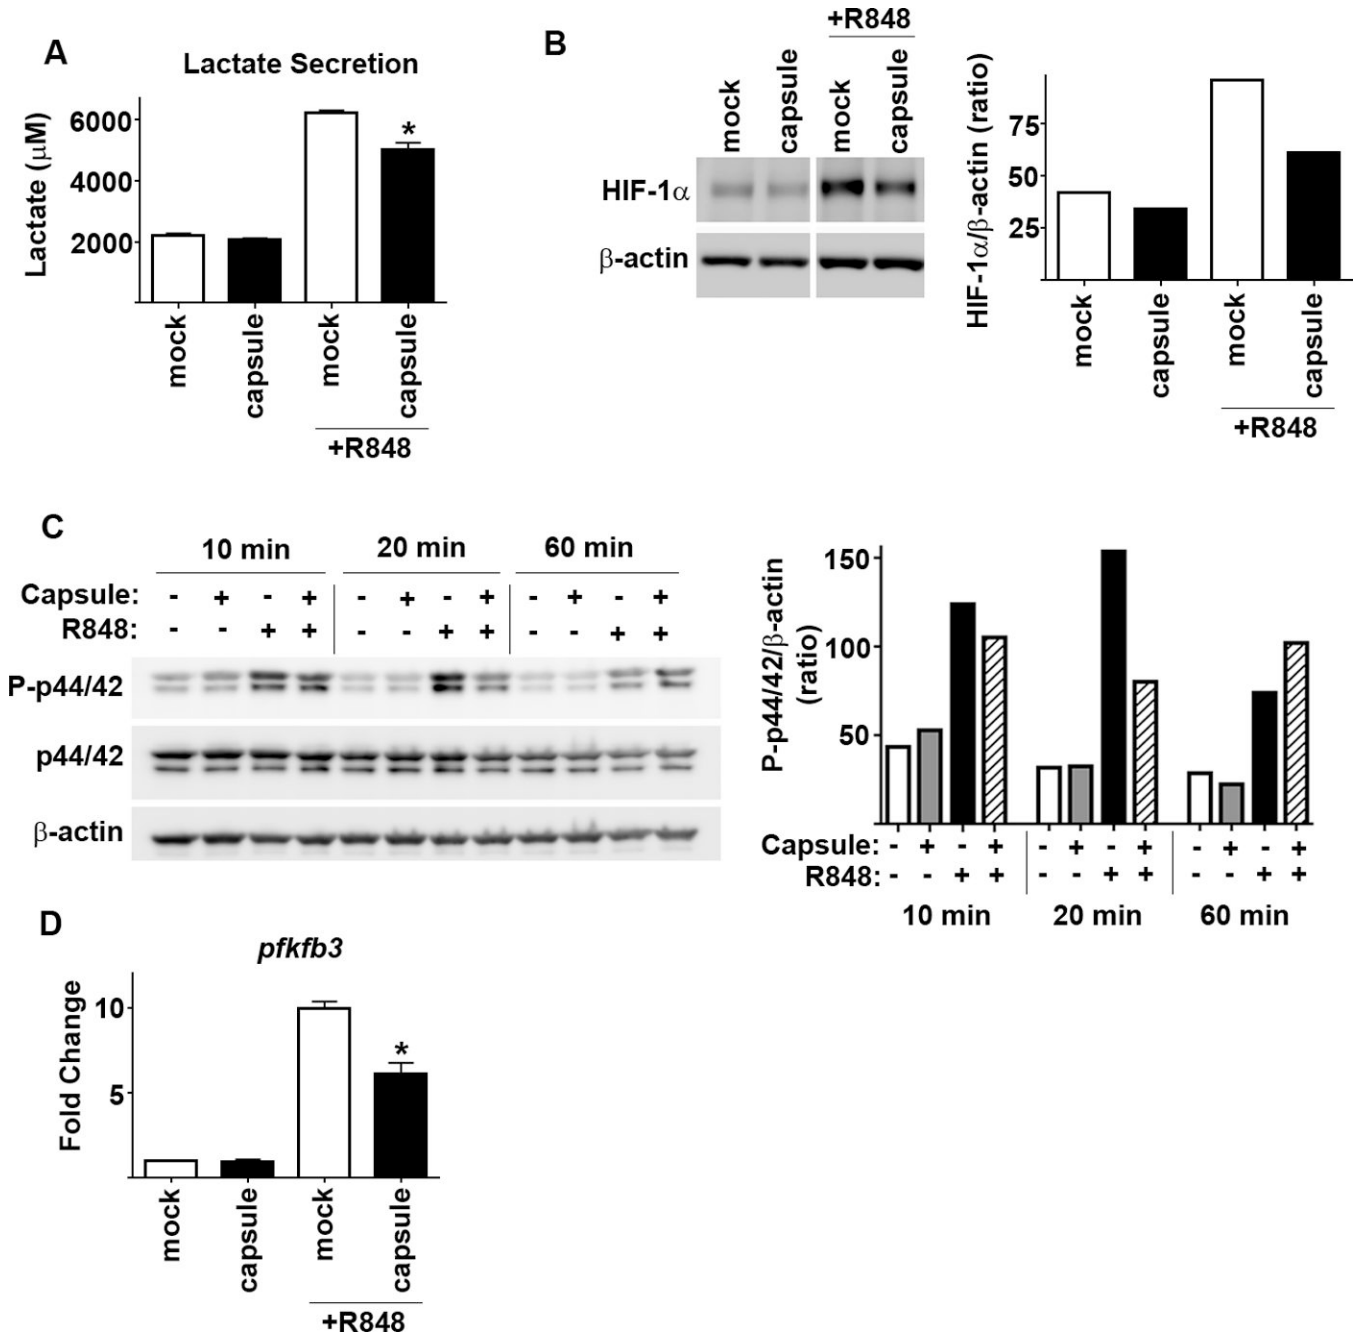 A
Lactate Secretion
Lactate (μM)
6000
4000
2000
*
mock
capsule
mock
capsule
+R848
B
+R848
mock
capsule
mock
capsule
HIF-1α
β-actin
HIF-1α/β-actin (ratio)
75
50
25
mock
capsule
mock
capsule
+R848
C
10 min 20 min 60 min
Capsule: - + - + - + - + - + - +
R848: - - + + - - + + - - + +
P-p44/42
p44/42
β-actin
P-p44/42/β-actin
(ratio)
150
100
50
Capsule: - + - + - + - + - + - +
R848: - - + + - - + + - - + +
10 min 20 min 60 min
D
pfkfb3
Fold Change
10
5
*
mock
capsule
mock
capsule
+R848